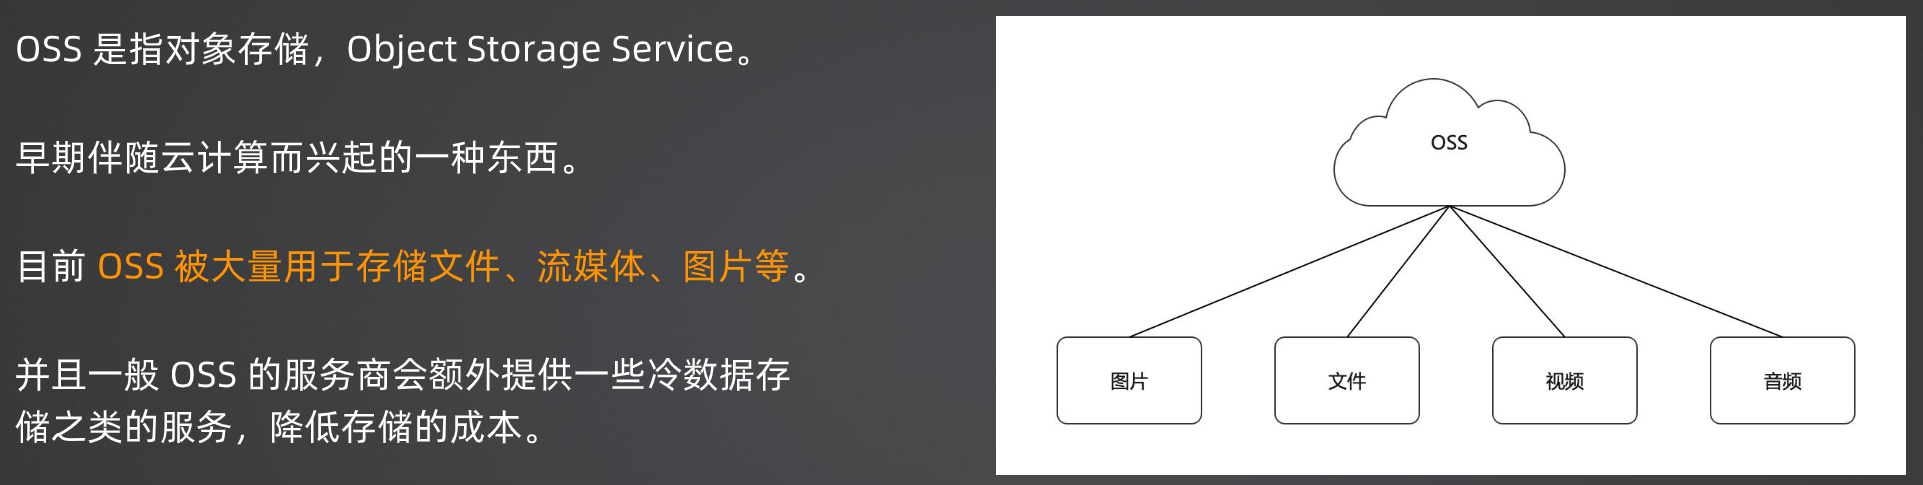 OSS 是指对象存储，Object Storage Service。
早期伴随云计算而兴起的一种东西。
目前 OSS 被大量用于存储文件、流媒体、图片等。
并且一般 OSS 的服务商会额外提供一些冷数据存
储之类的服务，降低存储的成本。
OSS
图片
文件
视频
音频